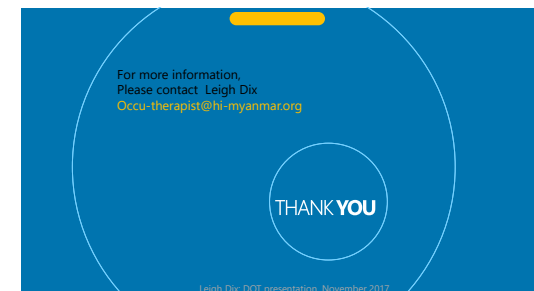 For more information,
Please contact Leigh Dix
Occu-therapist@hi-myanmar.org
THANK YOU
Leigh Dix: DOT presentation, November 2017